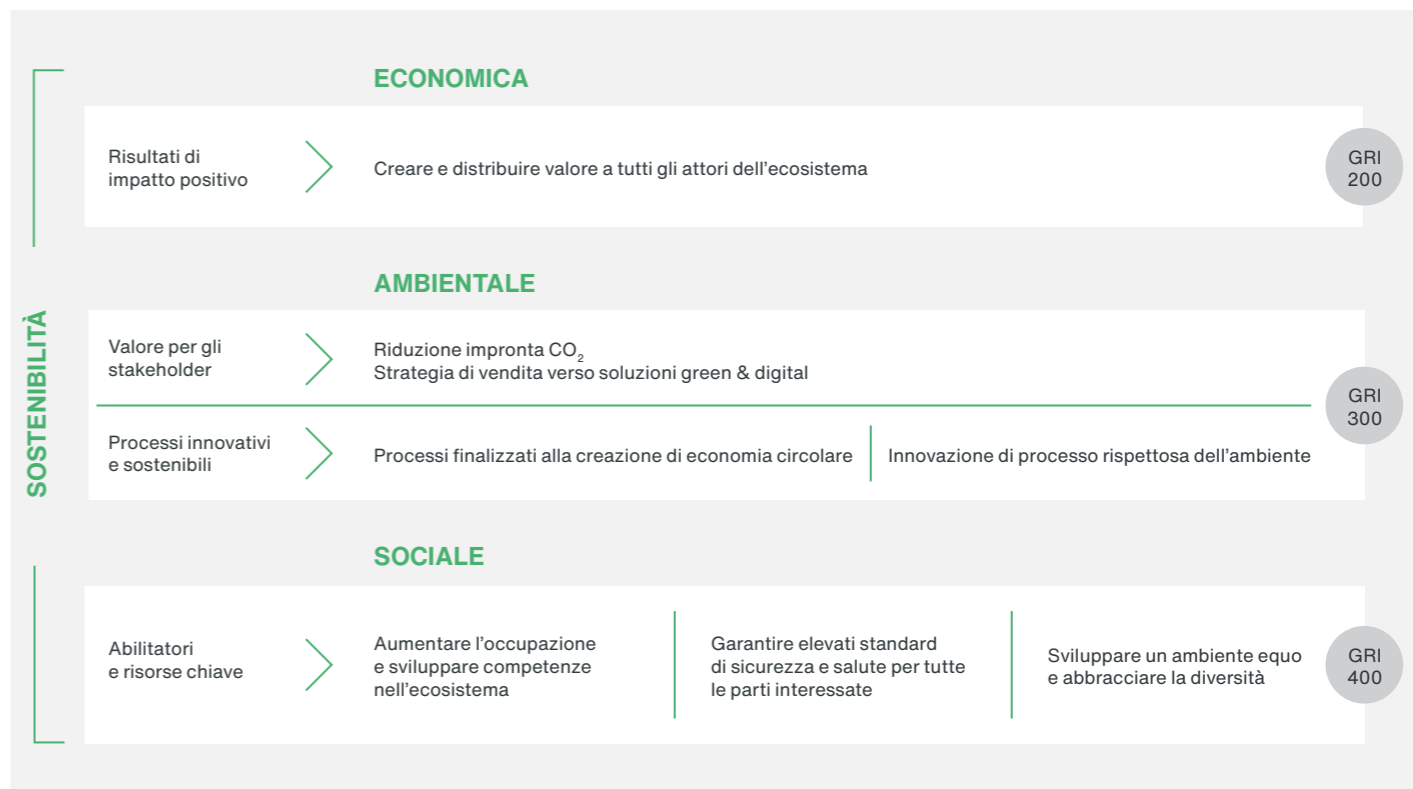 SOSTENIBILITÀ
ECONOMICA
Risultati di
impatto positivo
Creare e distribuire valore a tutti gli attori dell’ecosistema
GRI
200
AMBIENTALE
Valore per gli
stakeholder
Riduzione impronta CO₂
Strategia di vendita verso soluzioni green & digital
Processi innovativi
e sostenibili
Processi finalizzati alla creazione di economia circolare
Innovazione di processo rispettosa dell’ambiente
GRI
300
SOCIALE
Abilitatori
e risorse chiave
Aumentare l’occupazione
e sviluppare competenze
nell’ecosistema
Garantire elevati standard
di sicurezza e salute per tutte
le parti interessate
Sviluppare un ambiente equo
e abbracciare la diversità
GRI
400